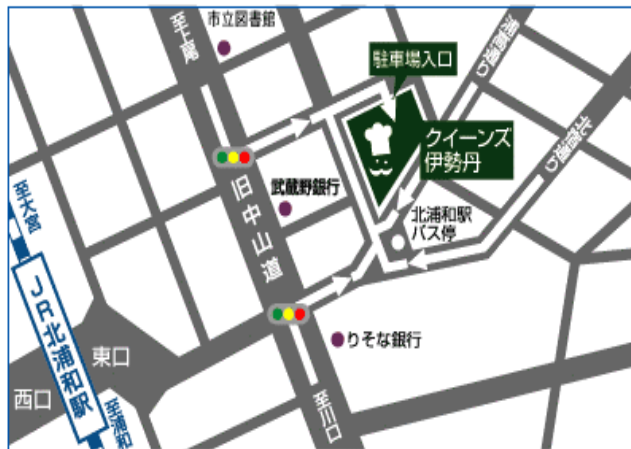 市立図書館
至上尾
駐車場入口
クイーンズ
伊勢丹
北浦和駅
バス停
武蔵野銀行
旧中山道
りそな銀行
至川口
至大宮
JR北浦和駅
東口
西口
至浦和